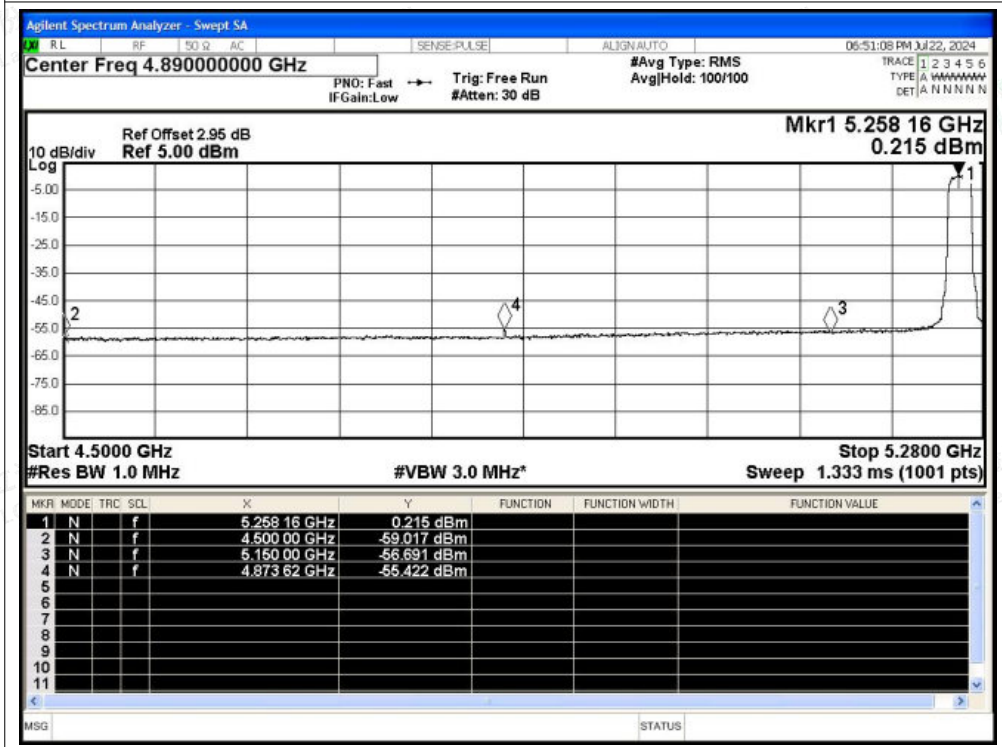 Agilent Spectrum Analyzer - Swept SA
LXI RL RF 50 Ω AC SENSE:PULSE ALIGN AUTO 06:51:08 PM Jul 22, 2024
Center Freq 4.890000000 GHz
PNO: Fast
IFGain:Low
Trig: Free Run
#Atten: 30 dB
#Avg Type: RMS
Avg|Hold: 100/100
TRACE 1 2 3 4 5 6
TYPE A WWWWW
DET A N N N N N
Ref Offset 2.95 dB
10 dB/div Ref 5.00 dBm
Log
Mkr1 5.258 16 GHz
0.215 dBm
-5.00
-15.0
-25.0
-35.0
-45.0
-55.0
-65.0
-75.0
-85.0
1
2
4
3
Start 4.5000 GHz Stop 5.2800 GHz
#Res BW 1.0 MHz #VBW 3.0 MHz* Sweep 1.333 ms (1001 pts)
MKR MODE TRC SCL X Y FUNCTION FUNCTION WIDTH FUNCTION VALUE
1 N f 5.258 16 GHz 0.215 dBm
2 N f 4.500 00 GHz -59.017 dBm
3 N f 5.150 00 GHz -56.691 dBm
4 N f 4.873 62 GHz -55.422 dBm
5
6
7
8
9
10
11
MSG STATUS